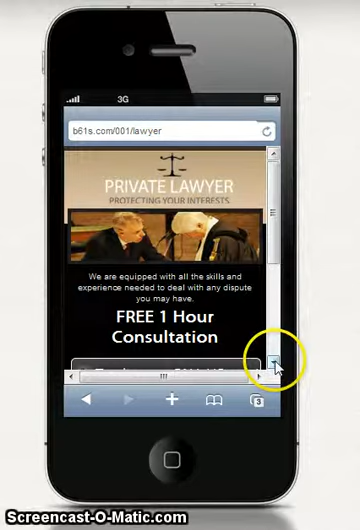 3G
b61s.com/001/lawyer
PRIVATE LAWYER
PROTECTING YOUR INTERESTS
We are equipped with all the skills and
experience needed to deal with any dispute
you may have.
FREE 1 Hour
Consultation
3
Screencast-O-Matic.com